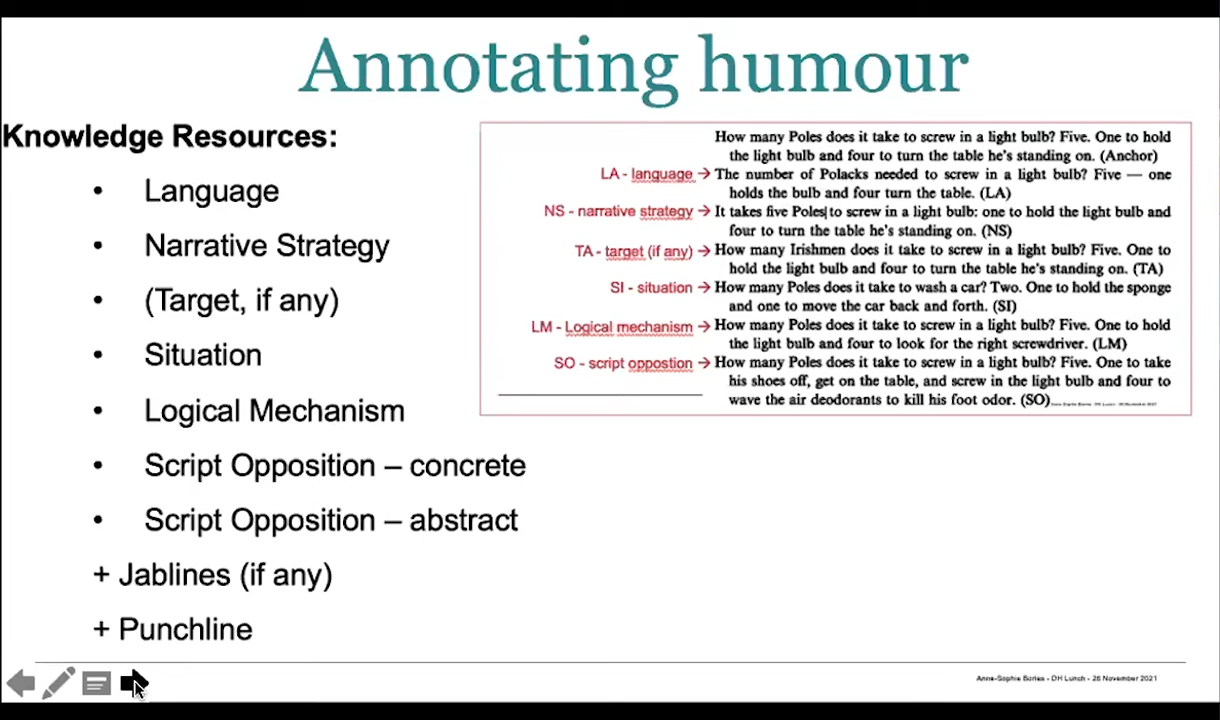 Annotating humour
Knowledge Resources:
• Language
• Narrative Strategy
• (Target, if any)
• Situation
• Logical Mechanism
• Script Opposition – concrete
• Script Opposition – abstract
+ Jablines (if any)
+ Punchline
How many Poles does it take to screw in a light bulb? Five. One to hold
the light bulb and four to turn the table he's standing on. (Anchor)
LA - language → The number of Polacks needed to screw in a light bulb? Five — one
holds the bulb and four turn the table. (LA)
NS - narrative strategy → It takes five Poles to screw in a light bulb: one to hold the light bulb and
four to turn the table he's standing on. (NS)
TA - target (if any) → How many Irishmen does it take to screw in a light bulb? Five. One to
hold the light bulb and four to turn the table he's standing on. (TA)
SI - situation → How many Poles does it take to wash a car? Two. One to hold the sponge
and one to move the car back and forth. (SI)
LM - Logical mechanism → How many Poles does it take to screw in a light bulb? Five. One to hold
the light bulb and four to look for the right screwdriver. (LM)
SO - script oppostion → How many Poles does it take to screw in a light bulb? Five. One to take
his shoes off, get on the table, and screw in the light bulb and four to
wave the air deodorants to kill his foot odor. (SO)
Anne-Sophie Bories - DH Lunch - 26 November 2021